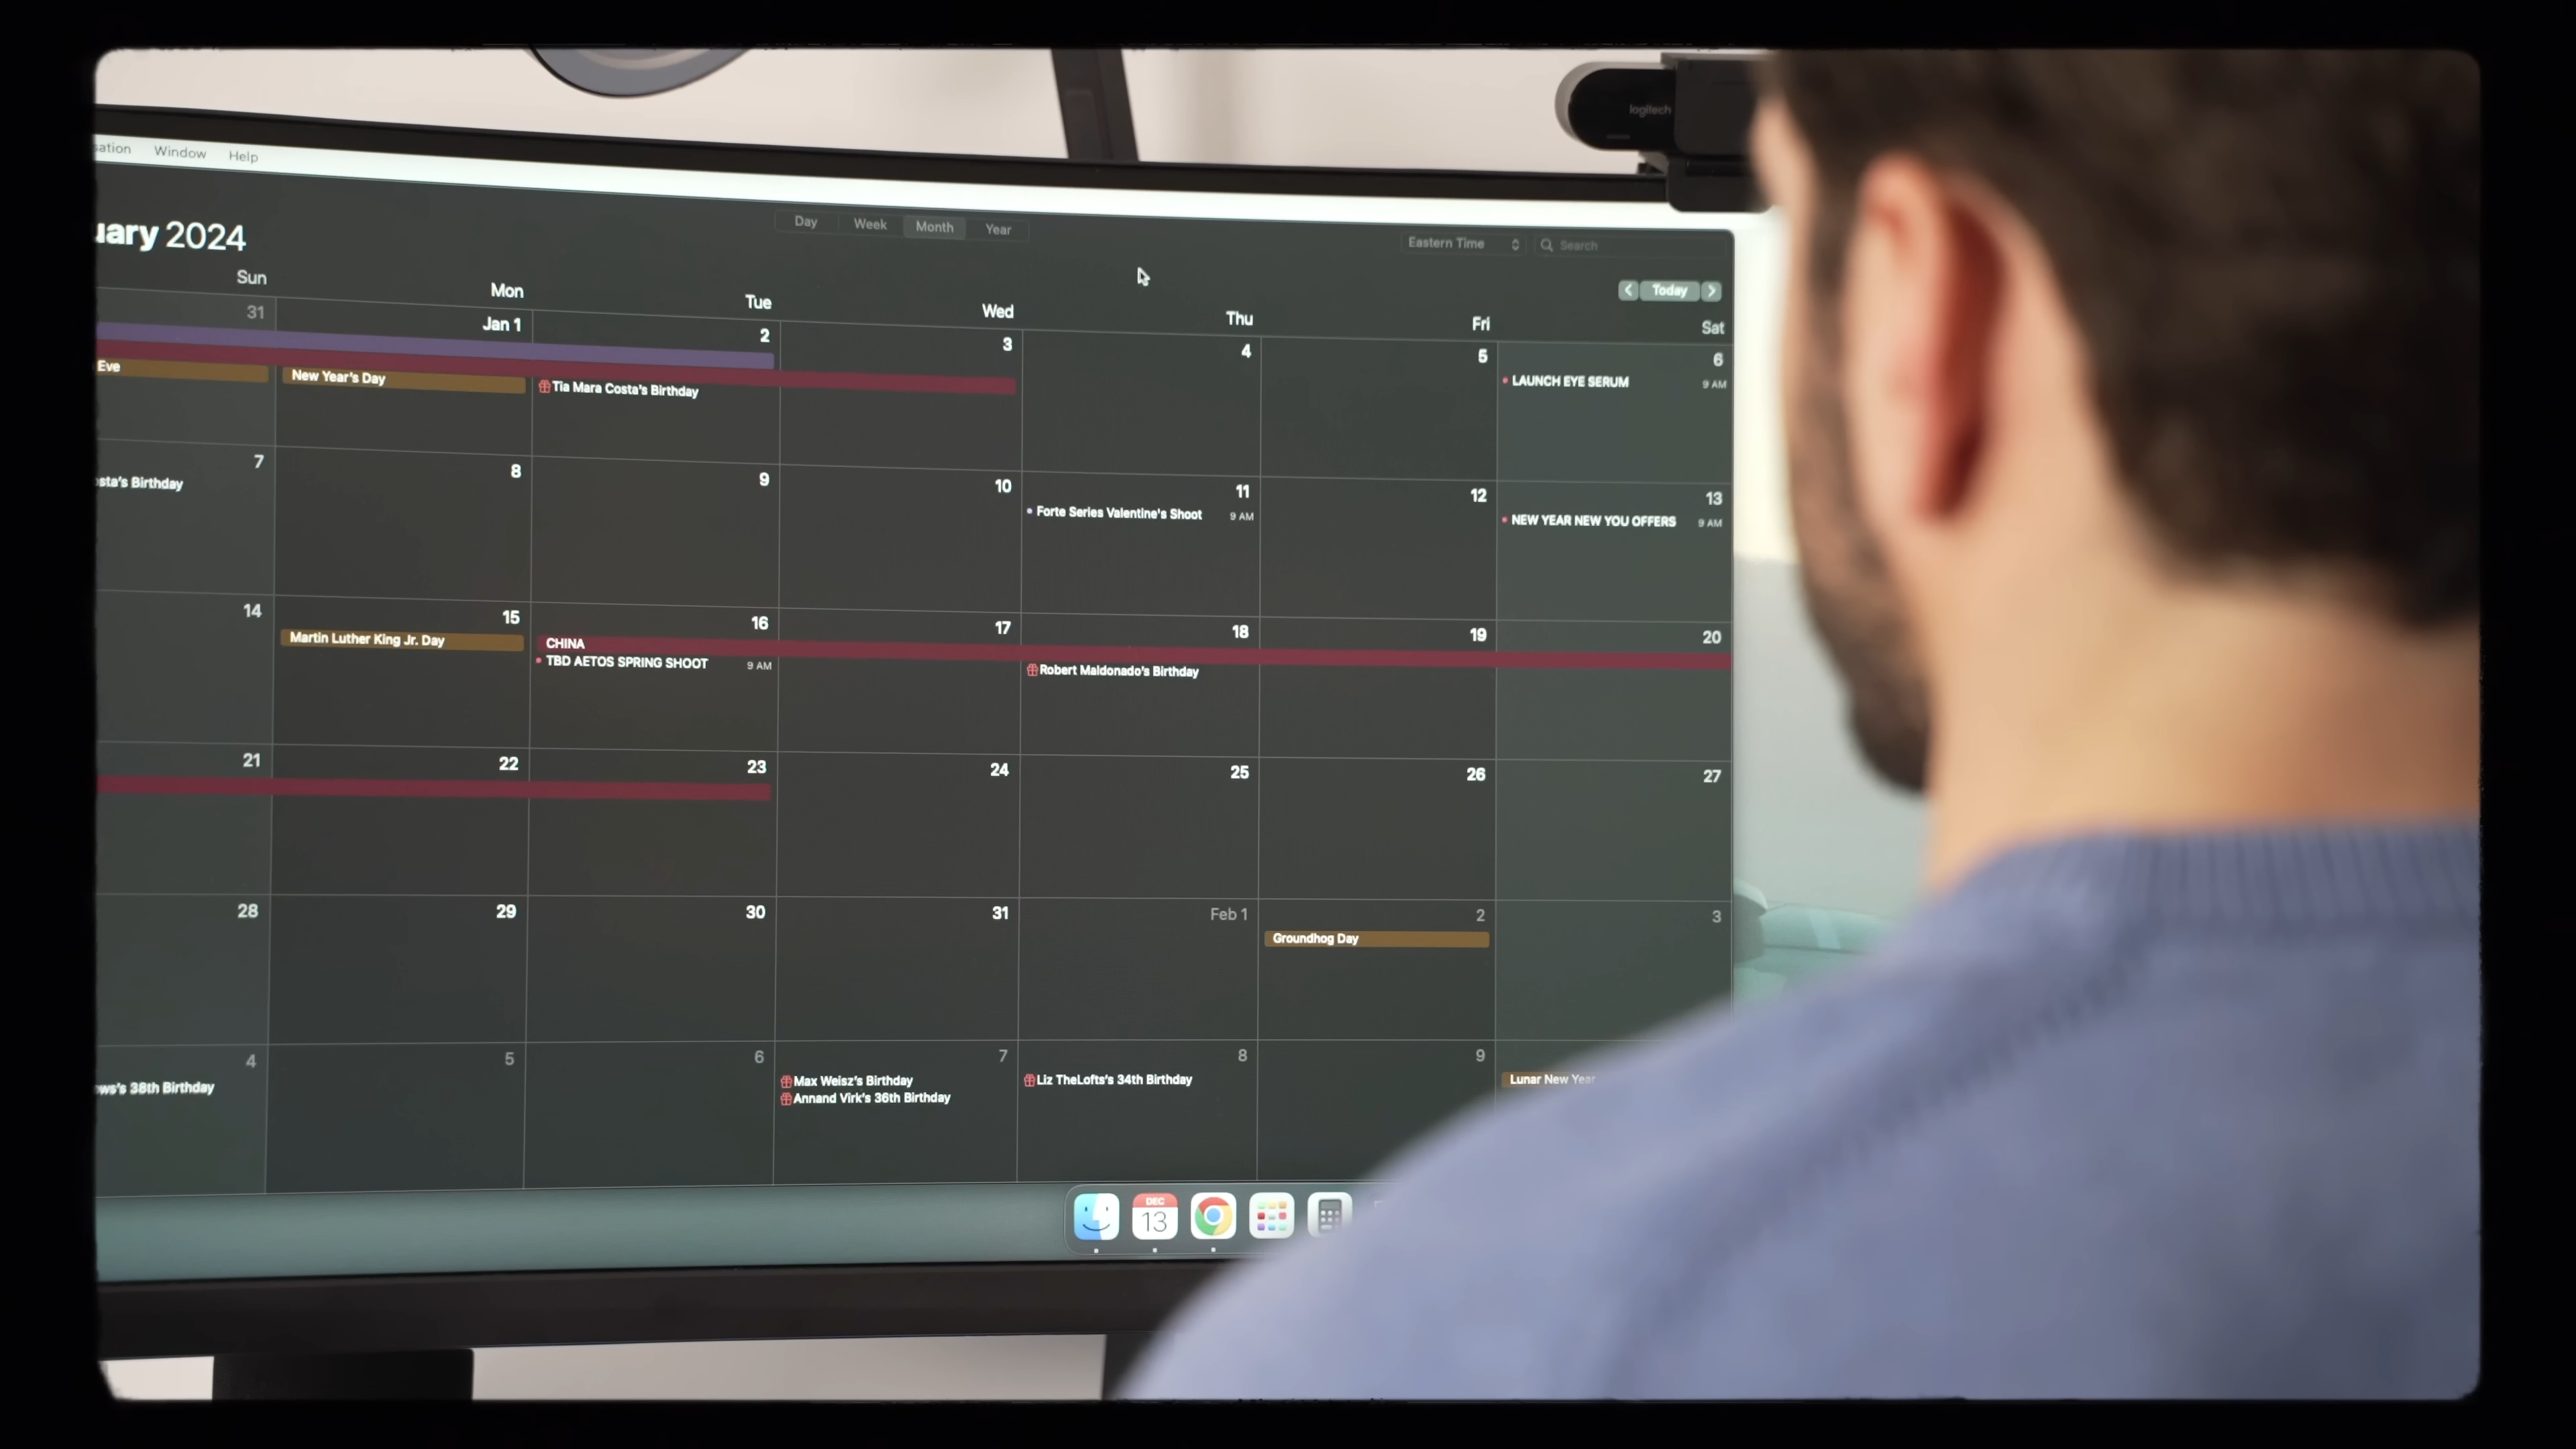 logitech
sation Window Help
uary 2024
Day Week Month Year
Eastern Time Search
Today
Sun Mon Tue Wed Thu Fri Sat
31 Jan 1 2 3 4 5 6
Eve New Year's Day Tia Mara Costa's Birthday LAUNCH EYE SERUM 9 AM
7 8 9 10 11 12 13
osta's Birthday Forte Series Valentine's Shoot 9 AM NEW YEAR NEW YOU OFFERS 9 AM
14 15 16 17 18 19 20
Martin Luther King Jr. Day CHINA
TBD AETOS SPRING SHOOT 9 AM Robert Maldonado's Birthday
21 22 23 24 25 26 27
28 29 30 31 Feb 1 2 3
Groundhog Day
4 5 6 7 8 9
ews's 38th Birthday Max Weisz's Birthday Liz TheLofts's 34th Birthday Lunar New Year
Annand Virk's 36th Birthday
DEC
13